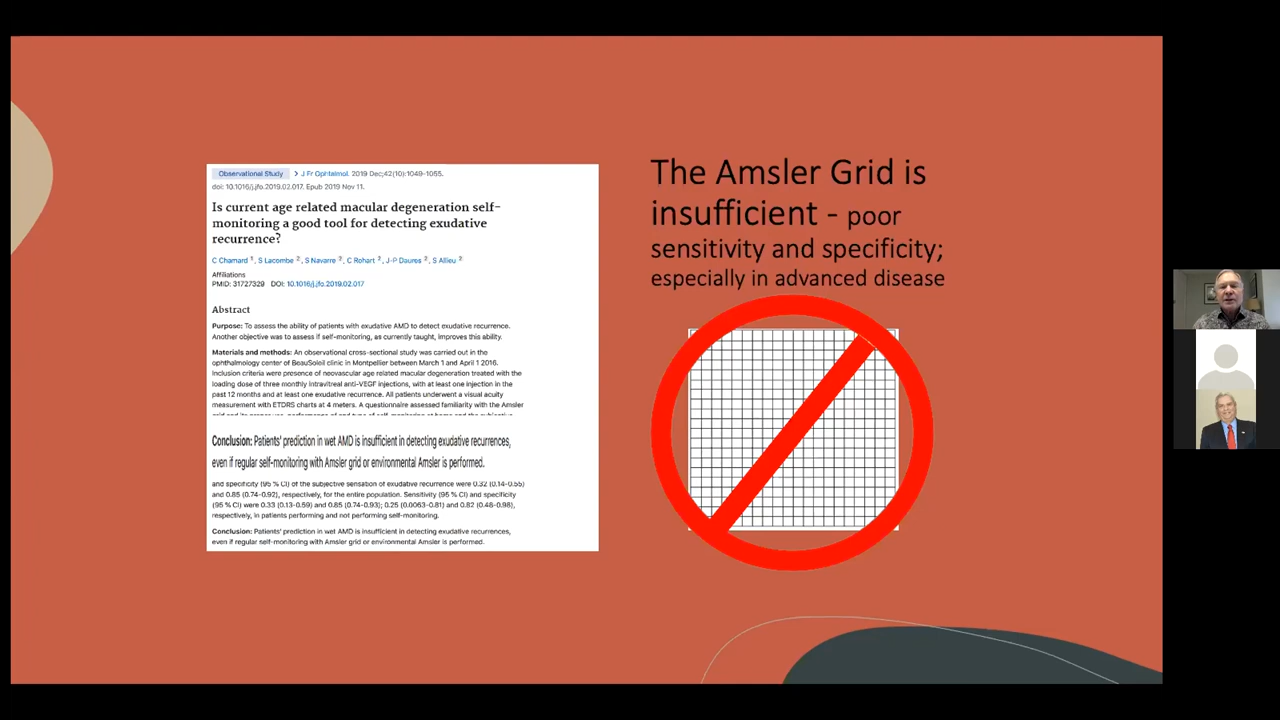 Observational Study > J Fr Ophtalmol. 2019 Dec;42(10):1049-1055.
doi: 10.1016/j.jfo.2019.02.017. Epub 2019 Nov 11.
Is current age related macular degeneration self-
monitoring a good tool for detecting exudative
recurrence?
C Chamard 1, S Lacombe 2, S Navarre 3, C Rohart 2, J-P Daures 2, S Allieu 2
Affiliations
PMID: 31727329 DOI: 10.1016/j.jfo.2019.02.017
Abstract
Purpose: To assess the ability of patients with exudative AMD to detect exudative recurrence.
Another objective was to assess if self-monitoring, as currently taught, improves this ability.
Materials and methods: An observational cross-sectional study was carried out in the
ophthalmology center of BeauSoleil clinic in Montpellier between March 1 and April 1 2016.
Inclusion criteria were presence of neovascular age related macular degeneration treated with the
loading dose of three monthly intravitreal anti-VEGF injections, with at least one injection in the
past 12 months and at least one exudative recurrence. All patients underwent a visual acuity
measurement with ETDRS charts at 4 meters. A questionnaire assessed familiarity with the Amsler
Conclusion: Patients' prediction in wet AMD is insufficient in detecting exudative recurrences,
even if regular self-monitoring with Amsler grid or environmental Amsler is performed.
and specificity (95 % CI) of the subjective sensation of exudative recurrence were 0.32 (0.14-0.55)
and 0.85 (0.74-0.92), respectively, for the entire population. Sensitivity (95 % CI) and specificity
(95 % CI) were 0.33 (0.13-0.59) and 0.85 (0.74-0.93); 0.25 (0.0063-0.81) and 0.82 (0.48-0.98),
respectively, in patients performing and not performing self-monitoring.
Conclusion: Patients' prediction in wet AMD is insufficient in detecting exudative recurrences,
even if regular self-monitoring with Amsler grid or environmental Amsler is performed.
The Amsler Grid is
insufficient - poor
sensitivity and specificity;
especially in advanced disease